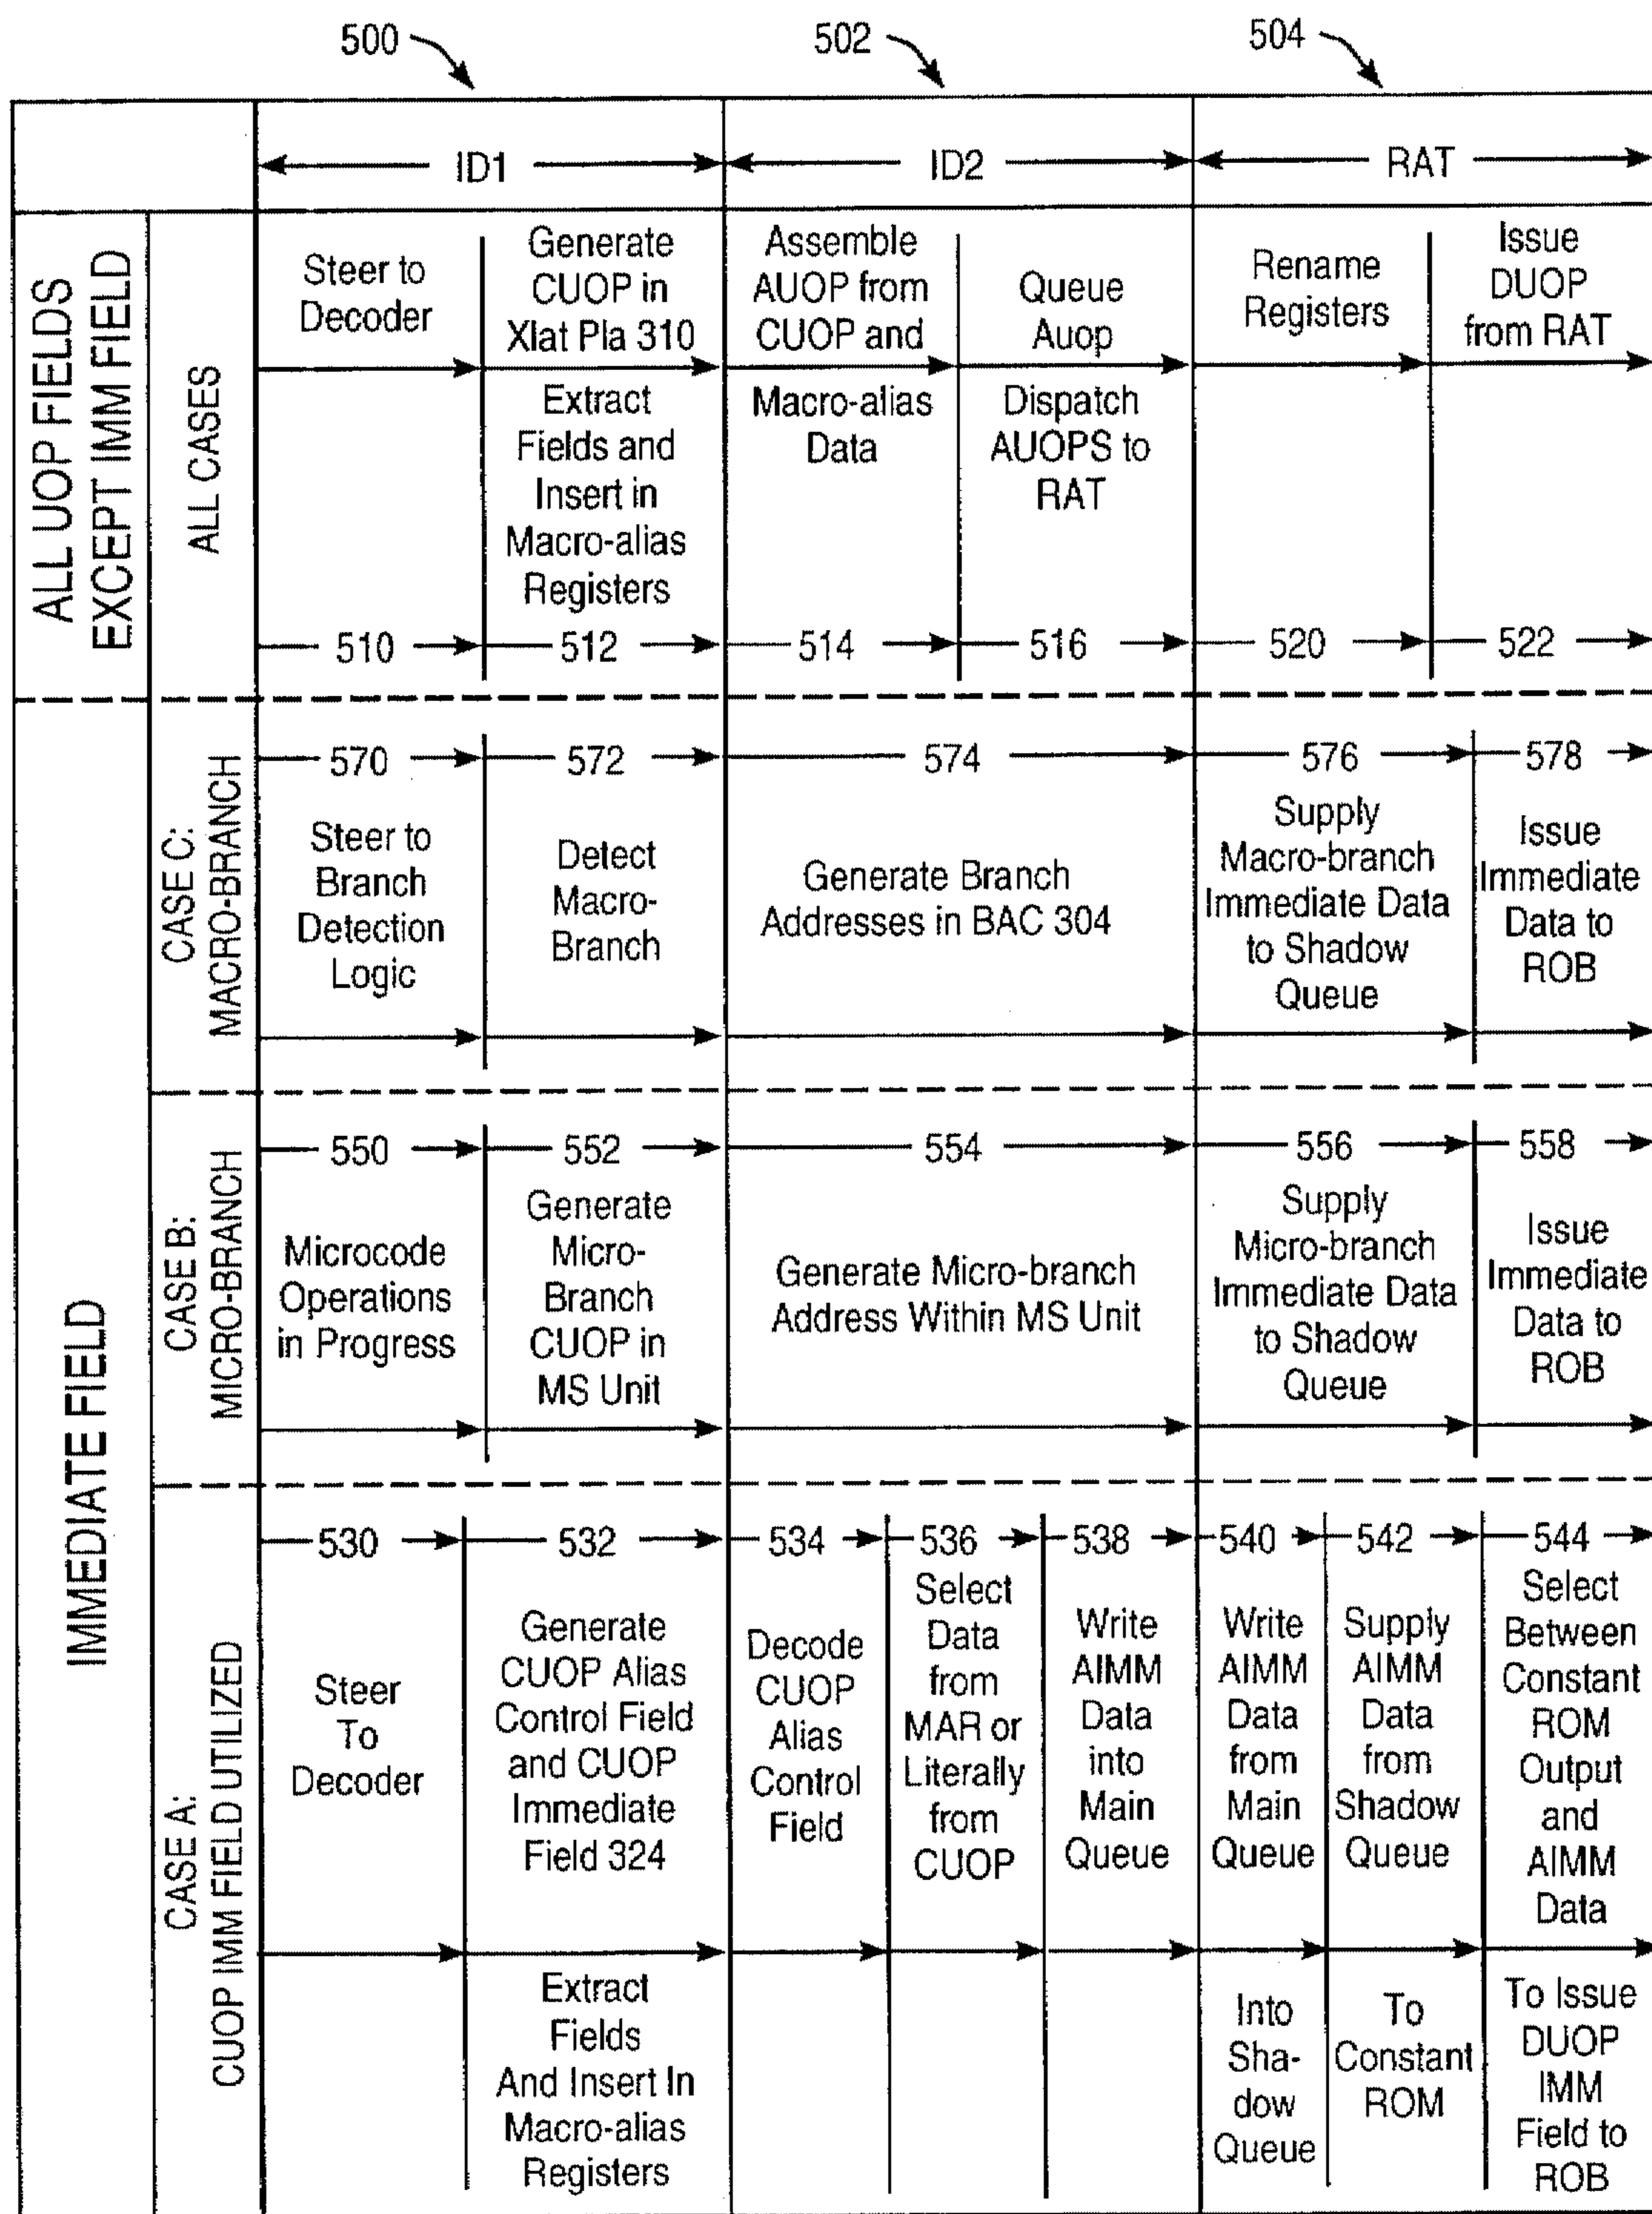 500
502
504
ID1
ID2
RAT
ALL UOP FIELDS
EXCEPT IMM FIELD
ALL CASES
Steer to
Decoder
Generate
CUOP in
Xlat Pla 310
Extract
Fields and
Insert in
Macro-alias
Registers
Assemble
AUOP from
CUOP and
Macro-alias
Data
Queue
Auop
Dispatch
AUOPS to
RAT
Rename
Registers
Issue
DUOP
from RAT
510
512
514
516
520
522
IMMEDIATE FIELD
CASE C:
MACRO-BRANCH
570
572
574
576
578
Steer to
Branch
Detection
Logic
Detect
Macro-
Branch
Generate Branch
Addresses in BAC 304
Supply
Macro-branch
Immediate Data
to Shadow
Queue
Issue
Immediate
Data to
ROB
CASE B:
MICRO-BRANCH
550
552
554
556
558
Microcode
Operations
in Progress
Generate
Micro-
Branch
CUOP in
MS Unit
Generate Micro-branch
Address Within MS Unit
Supply
Micro-branch
Immediate Data
to Shadow
Queue
Issue
Immediate
Data to
ROB
CASE A:
CUOP IMM FIELD UTILIZED
530
532
534
536
538
540
542
544
Steer
To
Decoder
Generate
CUOP Alias
Control Field
and CUOP
Immediate
Field 324
Extract
Fields
And Insert In
Macro-alias
Registers
Decode
CUOP
Alias
Control
Field
Select
Data
from
MAR or
Literally
from
CUOP
Write
AIMM
Data
into
Main
Queue
Write
AIMM
Data
from
Main
Queue
Into
Sha-
dow
Queue
Supply
AIMM
Data
from
Shadow
Queue
To
Constant
ROM
Select
Between
Constant
ROM
Output
and
AIMM
Data
To Issue
DUOP
IMM
Field to
ROB